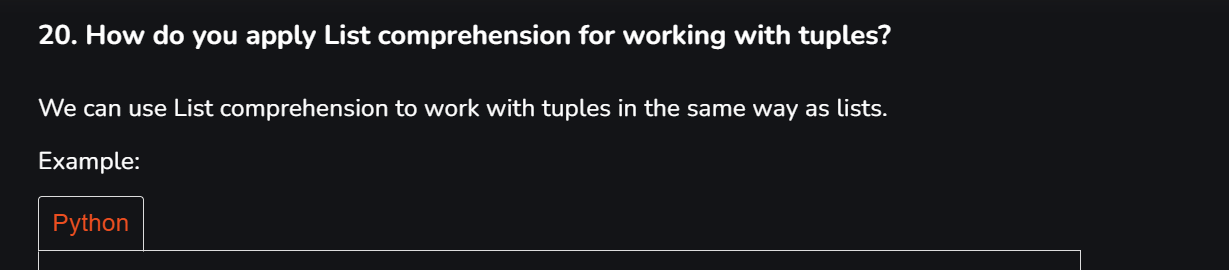 20. How do you apply List comprehension for working with tuples?
We can use List comprehension to work with tuples in the same way as lists.
Example:
Python